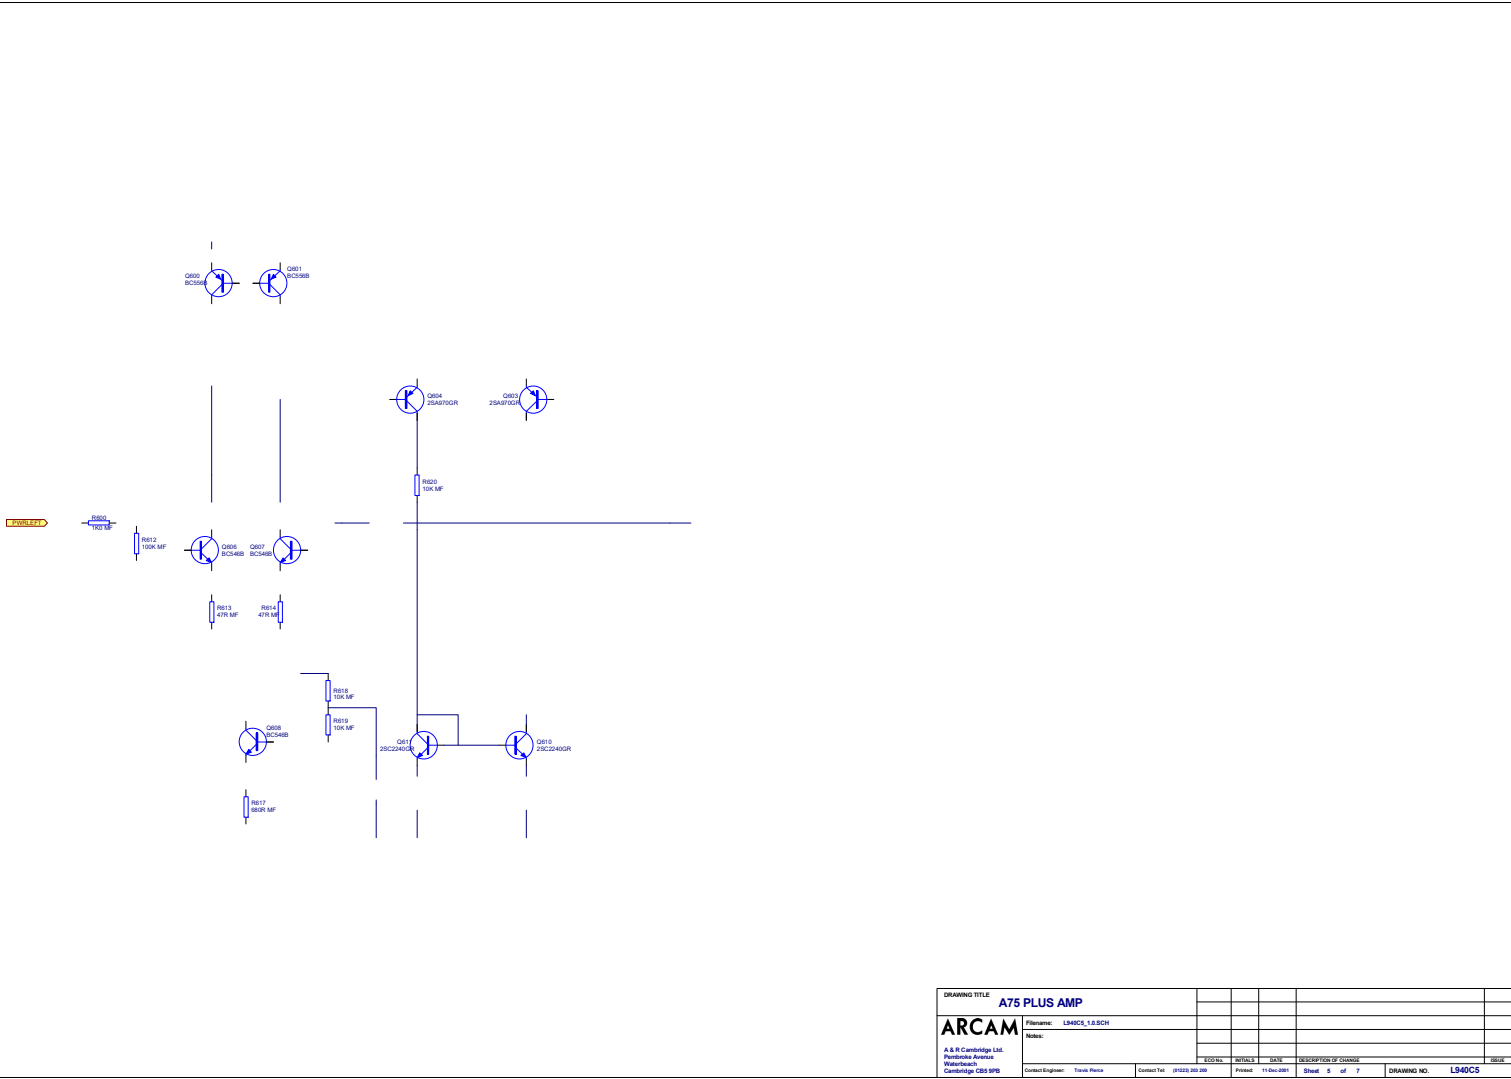 Q600
BC556B
Q601
BC556B
Q604
2SA970GR
Q603
2SA970GR
R620
10K MF
PWRLEFT
R600
1K0 MF
R612
100K MF
Q606
BC546B
Q607
BC546B
R613
47R MF
R614
47R MF
R618
10K MF
R619
10K MF
Q608
BC546B
Q611
2SC2240GR
Q610
2SC2240GR
R617
680R MF
DRAWING TITLE
A75 PLUS AMP
ARCAM
Filename: L940C5_1.0.SCH
Notes:
A & R Cambridge Ltd.
Pembroke Avenue
Waterbeach
Cambridge CB5 9PB
ECO No. INITIALS DATE DESCRIPTION OF CHANGE ISSUE
Contact Engineer: Travis Pierce Contact Tel: (01223) 203 200 Printed: 11-Dec-2001 Sheet 5 of 7 DRAWING NO. L940C5